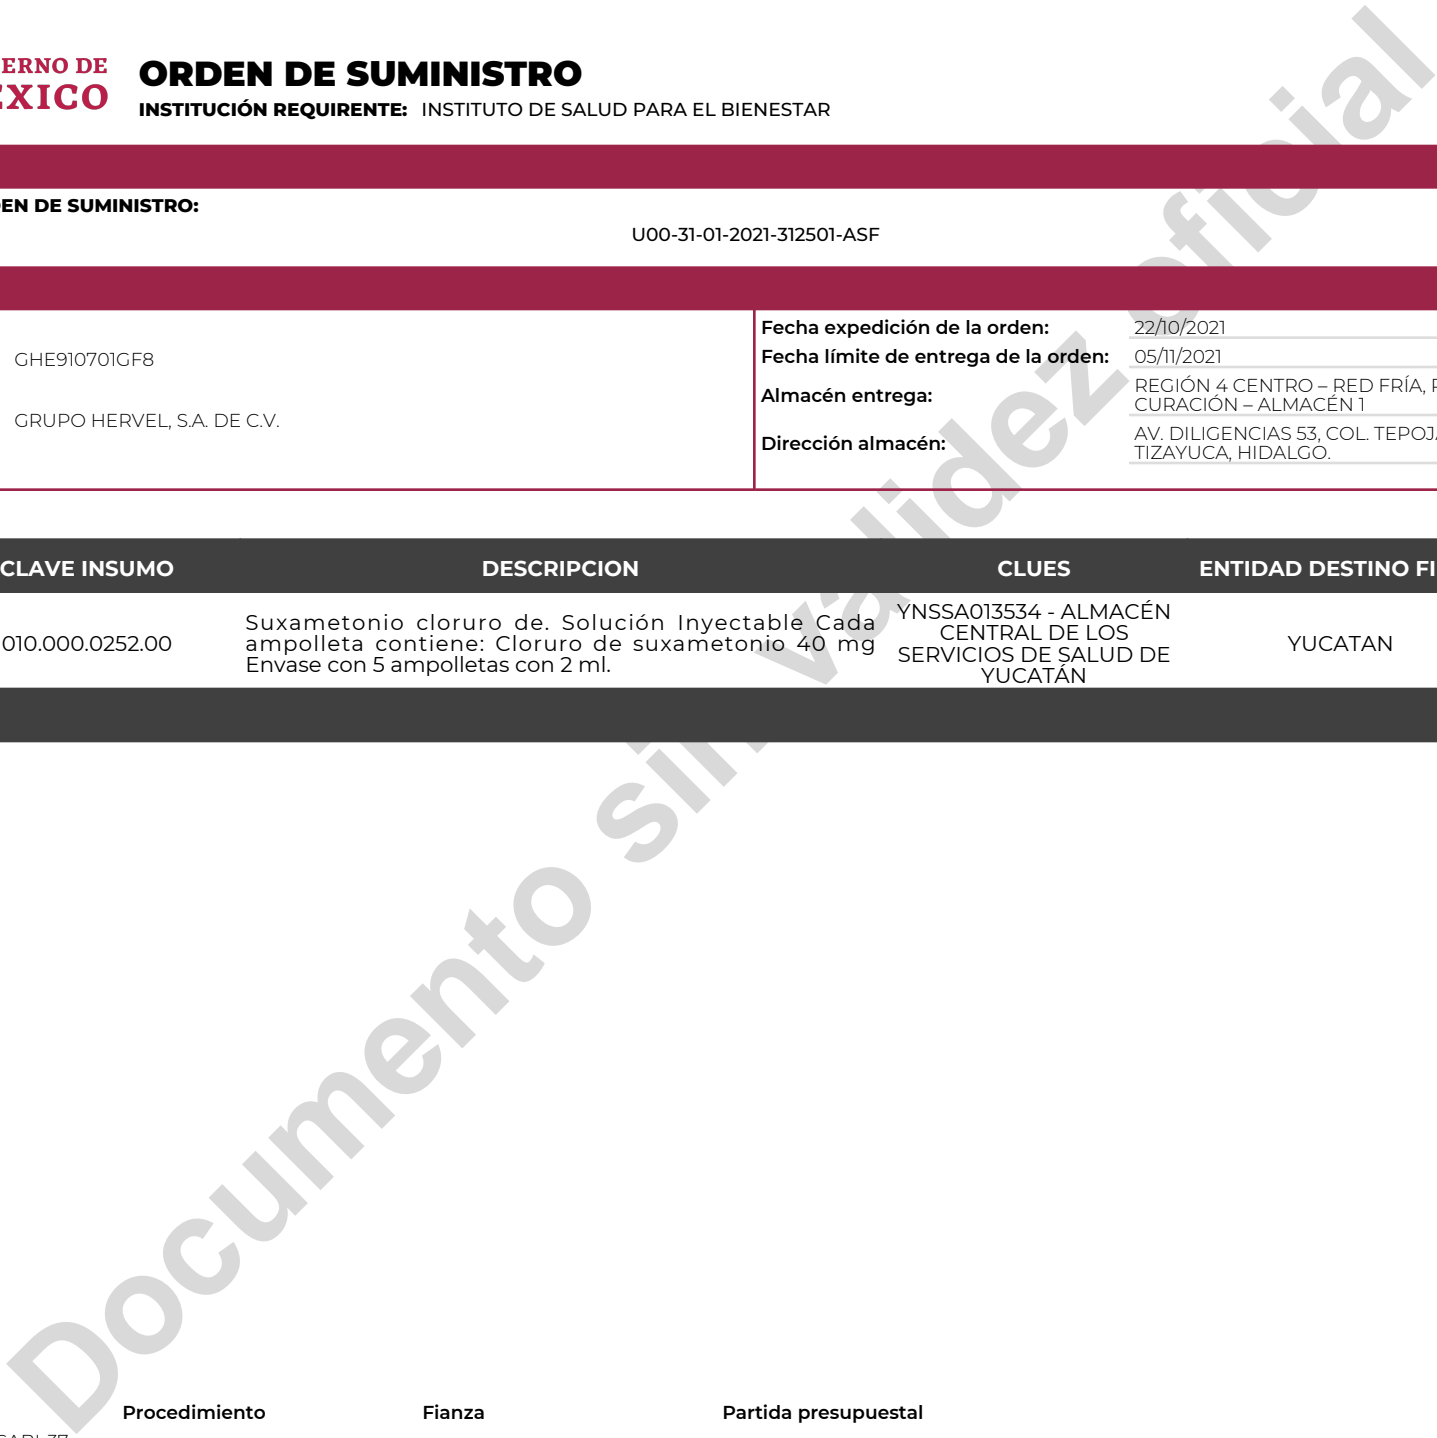 ERNO DE
EXICO
ORDEN DE SUMINISTRO
INSTITUCIÓN REQUIRENTE: INSTITUTO DE SALUD PARA EL BIENESTAR
EN DE SUMINISTRO:
U00-31-01-2021-312501-ASF
GHE910701GF8
GRUPO HERVEL, S.A. DE C.V.
Fecha expedición de la orden: 22/10/2021
Fecha límite de entrega de la orden: 05/11/2021
Almacén entrega: REGIÓN 4 CENTRO – RED FRÍA,
CURACIÓN – ALMACÉN 1
Dirección almacén: AV. DILIGENCIAS 53, COL. TEPOJ
TIZAYUCA, HIDALGO.
CLAVE INSUMO DESCRIPCION CLUES ENTIDAD DESTINO FI
010.000.0252.00
Suxametonio cloruro de. Solución Inyectable Cada
ampolleta contiene: Cloruro de suxametonio 40 mg
Envase con 5 ampolletas con 2 ml.
YNSSA013534 - ALMACÉN
CENTRAL DE LOS
SERVICIOS DE SALUD DE
YUCATÁN
YUCATAN
Documento sin validez oficial
Procedimiento Fianza Partida presupuestal